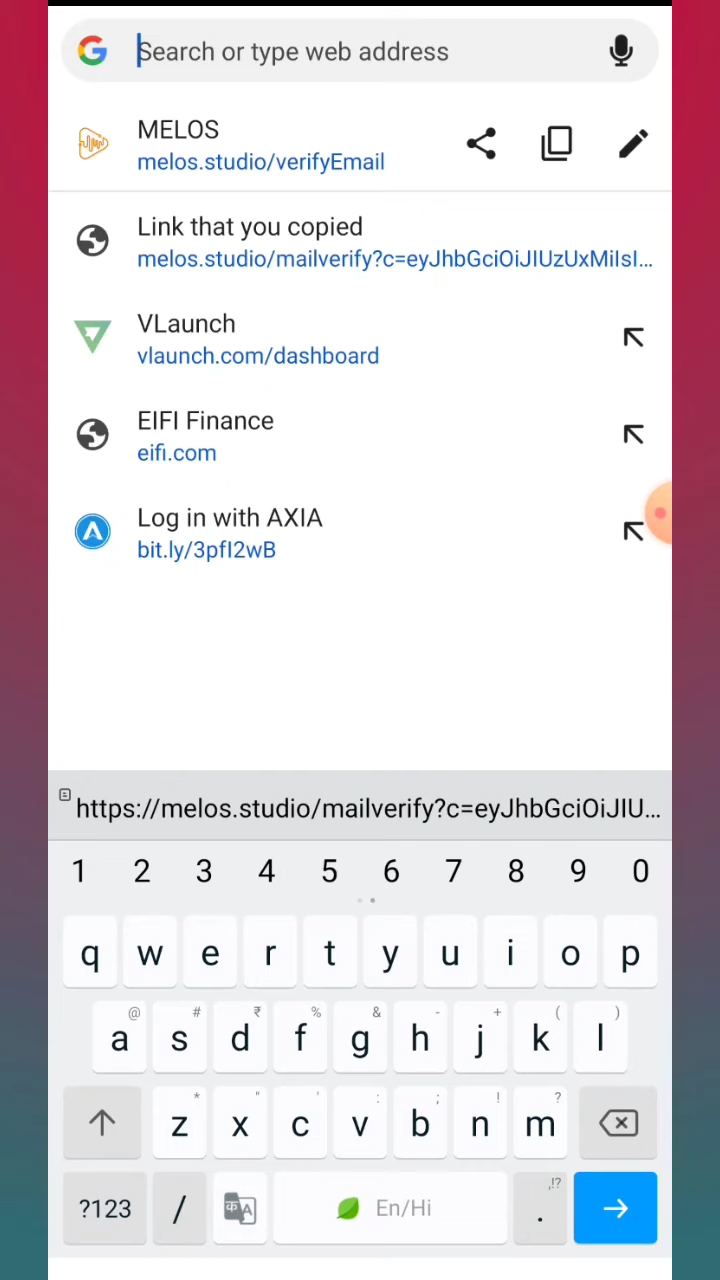 Search or type web address
MELOS
melos.studio/verifyEmail
Link that you copied
melos.studio/mailverify?c=eyJhbGciOiJIUzUxMiIsI...
VLaunch
vlaunch.com/dashboard
EIFI Finance
eifi.com
Log in with AXIA
bit.ly/3pfI2wB
https://melos.studio/mailverify?c=eyJhbGciOiJIU...
1 2 3 4 5 6 7 8 9 0
q w e r t y u i o p
@ # ₹ % & - + ( )
a s d f g h j k l
* " ' : ; ! ?
z x c v b n m
?123 / क A En/Hi . ,!?